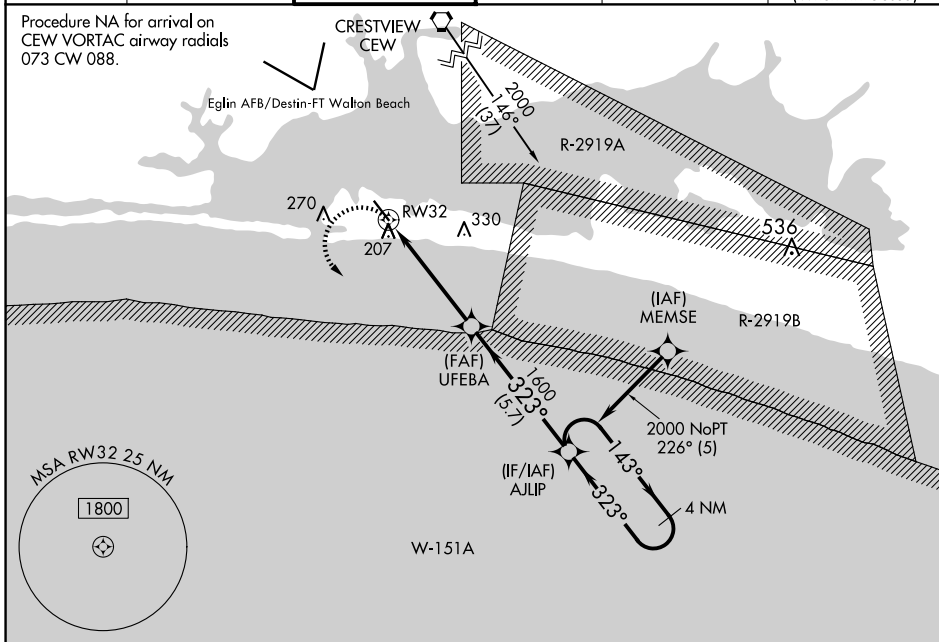 Procedure NA for arrival on
CEW VORTAC airway radials
073 CW 088.
CRESTVIEW
CEW
Eglin AFB/Destin-FT Walton Beach
2000
146°
(37)
R-2919A
270
RW32
207
330
536
(IAF)
MEMSE
R-2919B
(FAF)
UFEBA
1600
323°
(5.7)
2000 NoPT
226° (5)
(IF/IAF)
AJLIP
143°
323°
4 NM
MSA RW32 25 NM
1800
W-151A